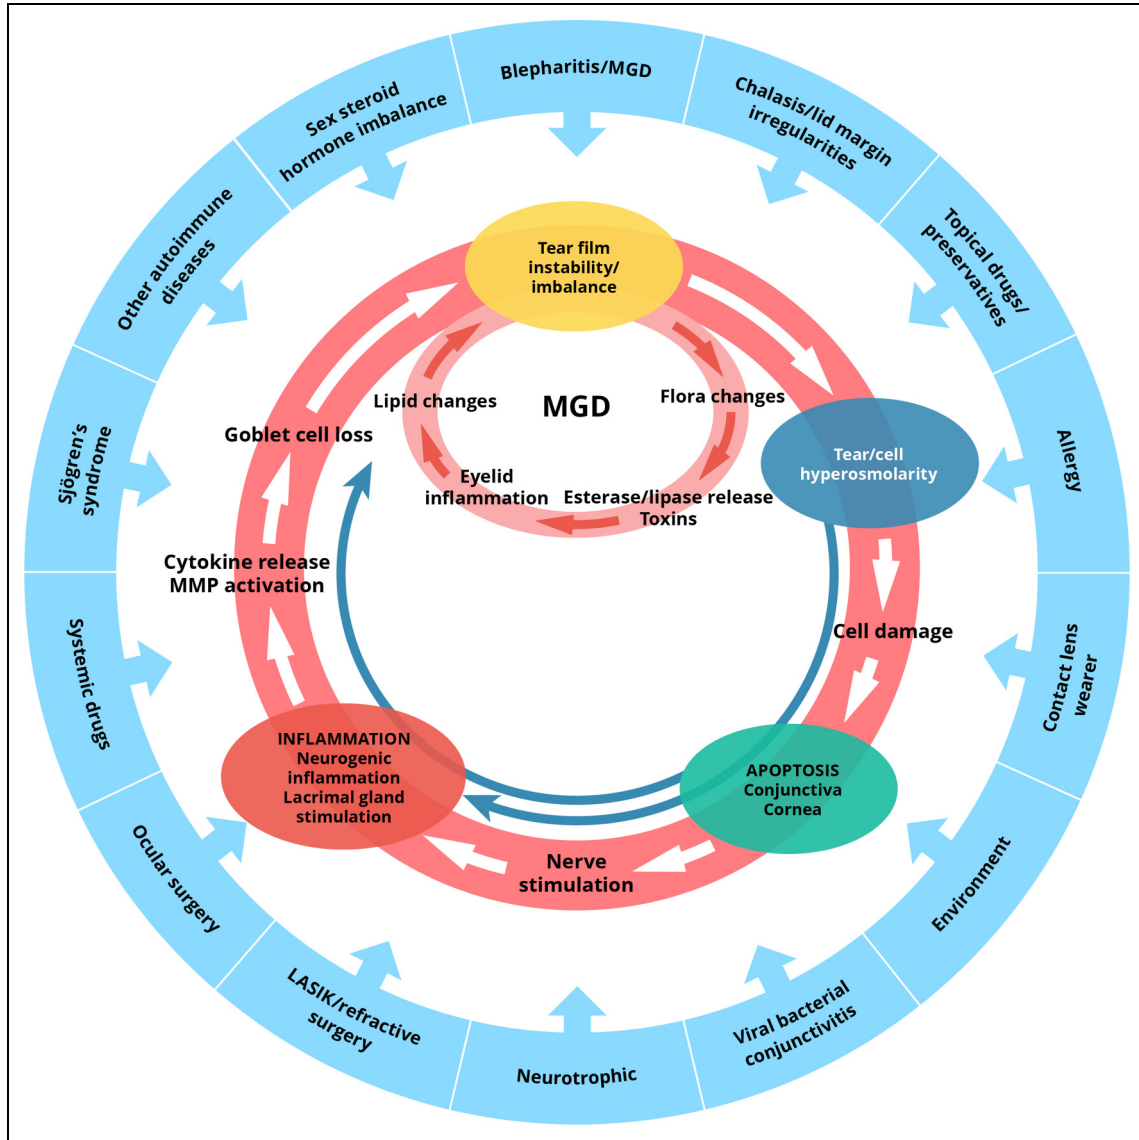 Blepharitis/MGD
Chalasis/lid margin
irregularities
Topical drugs/
preservatives
Allergy
Contact lens
wearer
Environment
Viral bacterial
conjunctivitis
Neurotrophic
LASIK/refractive
surgery
Ocular surgery
Systemic drugs
Sjögren’s
syndrome
Other autoimmune
diseases
Sex steroid
hormone imbalance
Tear film
instability/
imbalance
Tear/cell
hyperosmolarity
Cell damage
APOPTOSIS
Conjunctiva
Cornea
Nerve
stimulation
INFLAMMATION
Neurogenic
inflammation
Lacrimal gland
stimulation
Cytokine release
MMP activation
Goblet cell loss
MGD
Flora changes
Esterase/lipase release
Toxins
Eyelid
inflammation
Lipid changes